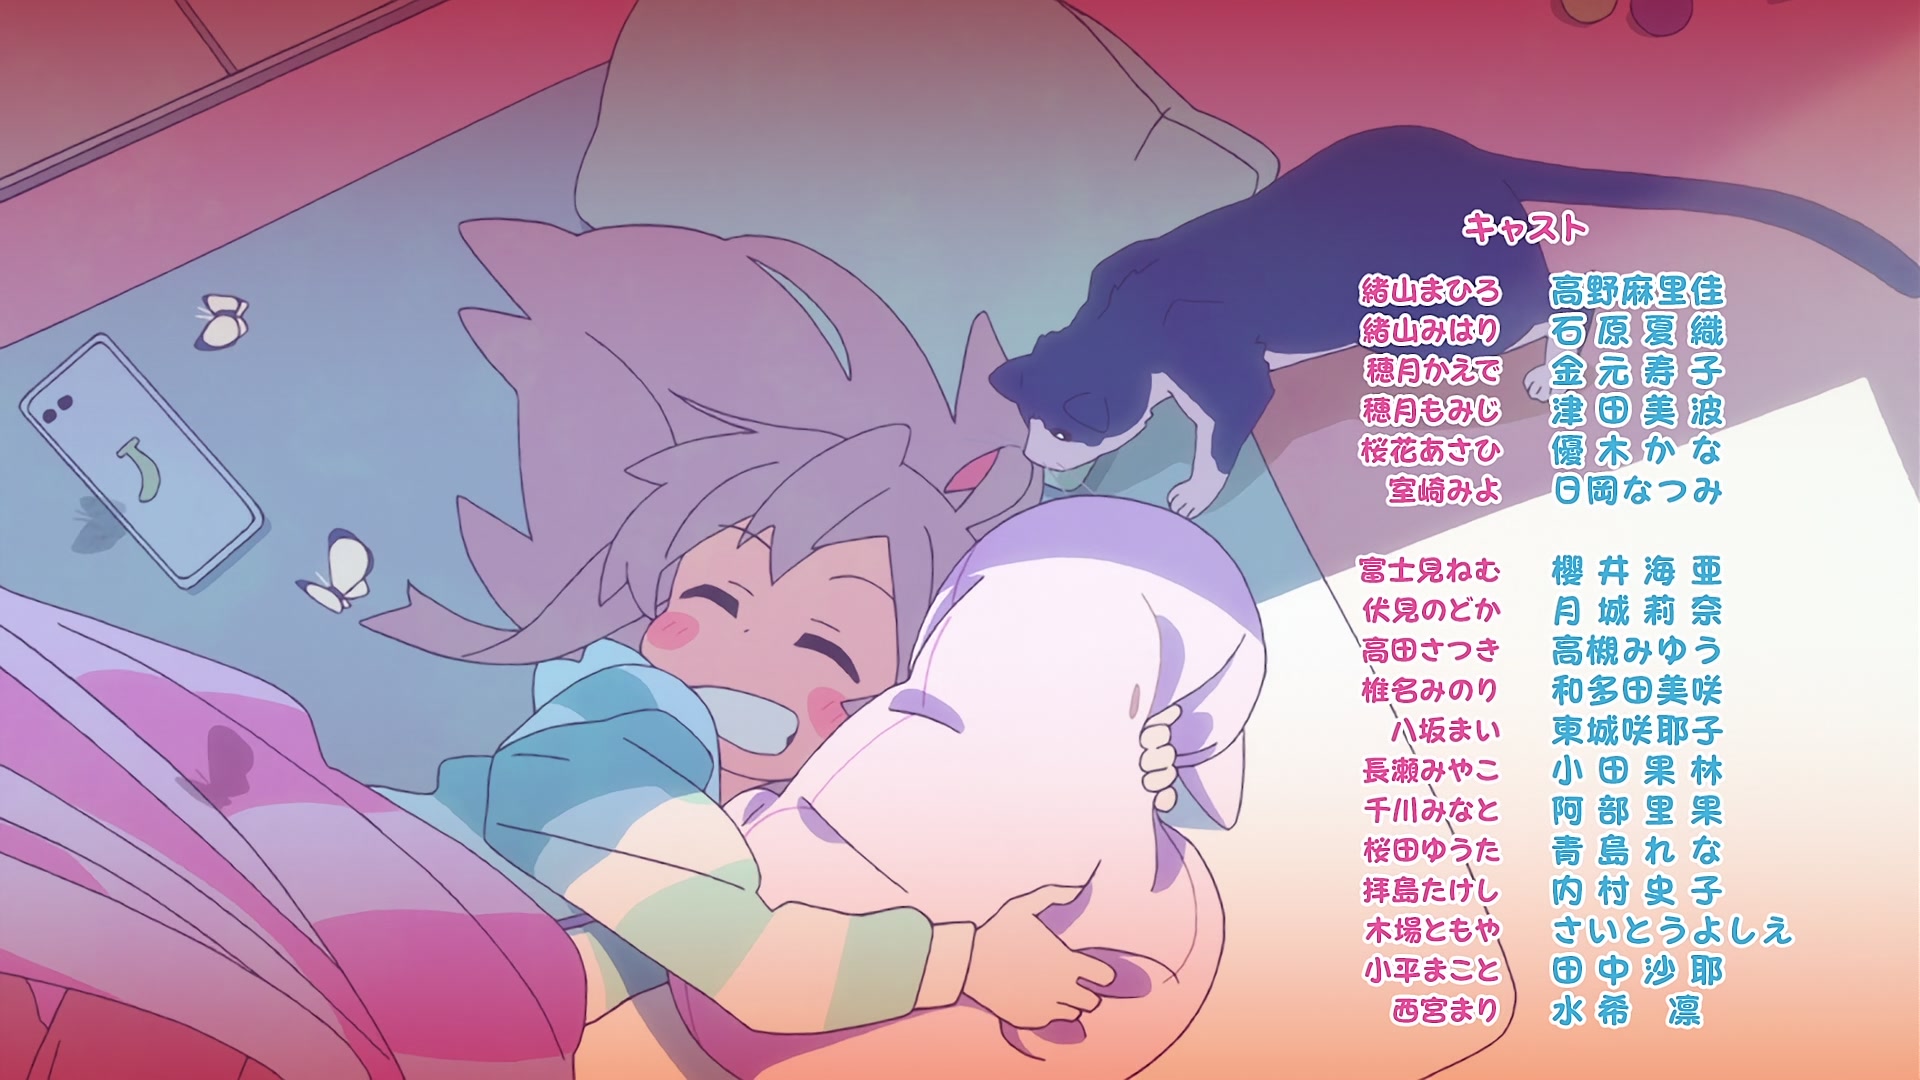 キャスト
緒山まひろ 高野麻里佳
緒山みはり 石原夏織
穂月かえで 金元寿子
穂月もみじ 津田美波
桜花あさひ 優木かな
室崎みよ 日岡なつみ
富士見ねむ 櫻井海亜
伏見のどか 月城莉奈
高田さつき 高槻みゆう
椎名みのり 和多田美咲
八坂まい 東城咲耶子
長瀬みやこ 小田果林
千川みなと 阿部里果
桜田ゆうた 青島れな
拝島たけし 内村史子
木場ともや さいとうよしえ
小平まこと 田中沙耶
西宮まり 水希凛